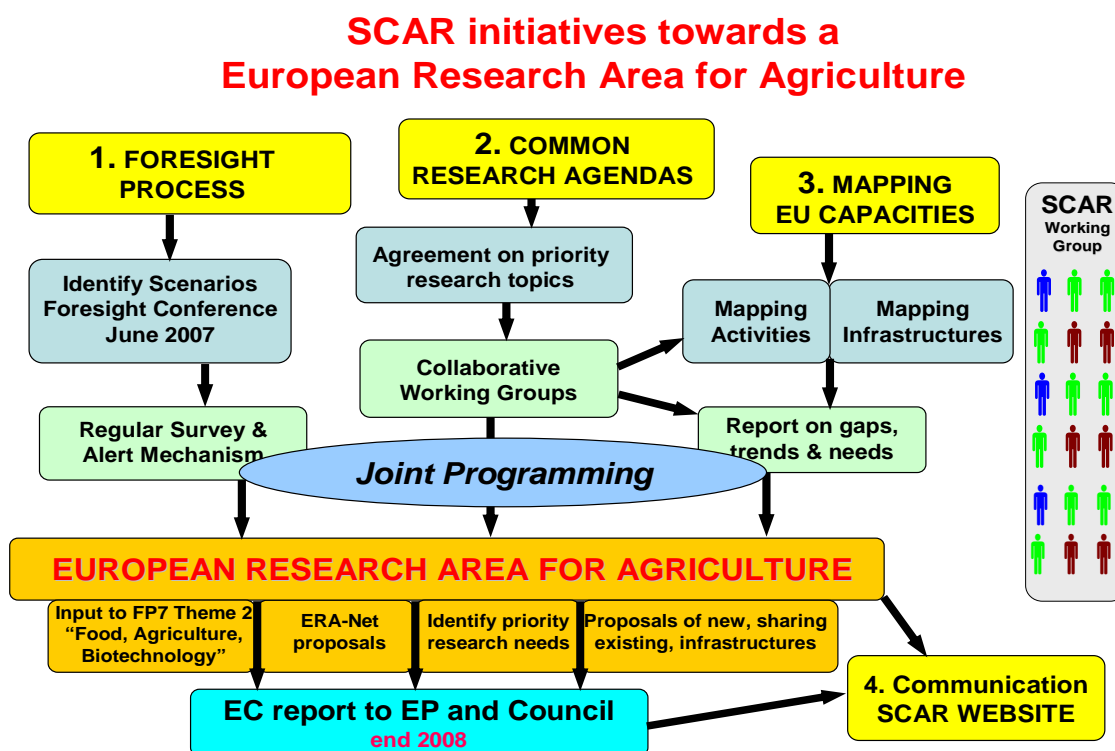 SCAR initiatives towards a
European Research Area for Agriculture
1. FORESIGHT
PROCESS
2. COMMON
RESEARCH AGENDAS
3. MAPPING
EU CAPACITIES
SCAR
Working
Group
Identify Scenarios
Foresight Conference
June 2007
Agreement on priority
research topics
Mapping
Activities
Mapping
Infrastructures
Collaborative
Working Groups
Regular Survey &
Alert Mechanism
Report on gaps,
trends & needs
Joint Programming
EUROPEAN RESEARCH AREA FOR AGRICULTURE
Input to FP7 Theme 2
“Food, Agriculture,
Biotechnology”
ERA-Net
proposals
Identify priority
research needs
Proposals of new, sharing
existing, infrastructures
EC report to EP and Council
end 2008
4. Communication
SCAR WEBSITE